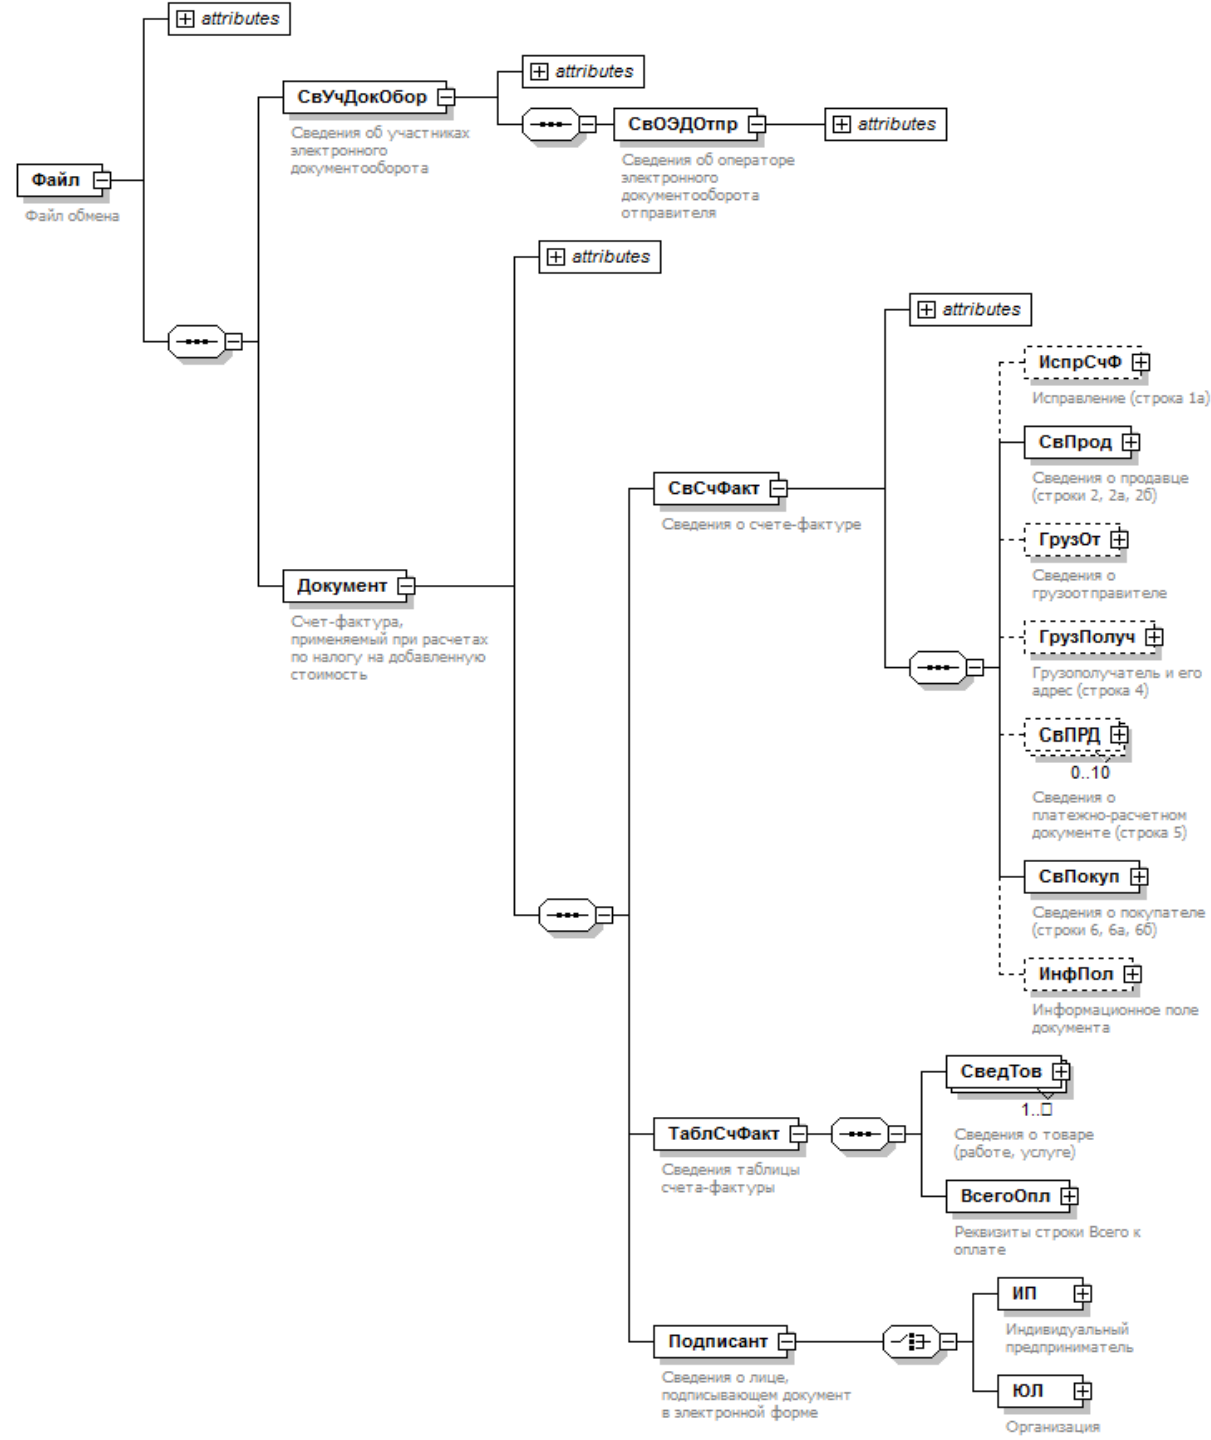 attributes
attributes
СвУчДокОбор
Сведения об участниках
электронного
документооборота
СвОЭДОтпр
attributes
Сведения об операторе
электронного
документооборота
отправителя
Файл
Файл обмена
attributes
attributes
ИспрСчФ
Исправление (строка 1а)
СвПрод
Сведения о продавце
(строки 2, 2а, 2б)
СвСчФакт
Сведения о счете-фактуре
ГрузОт
Сведения о
грузоотправителе
Документ
Счет-фактура,
применяемый при расчетах
по налогу на добавленную
стоимость
ГрузПолуч
Грузополучатель и его
адрес (строка 4)
СвПРД
0..10
Сведения о
платежно-расчетном
документе (строка 5)
СвПокуп
Сведения о покупателе
(строки 6, 6а, 6б)
ИнфПол
Информационное поле
документа
СведТов
1..□
Сведения о товаре
(работе, услуге)
ТаблСчФакт
Сведения таблицы
счета-фактуры
ВсегоОпл
Реквизиты строки Всего к
оплате
ИП
Индивидуальный
предприниматель
Подписант
Сведения о лице,
подписывающем документ
в электронной форме
ЮЛ
Организация